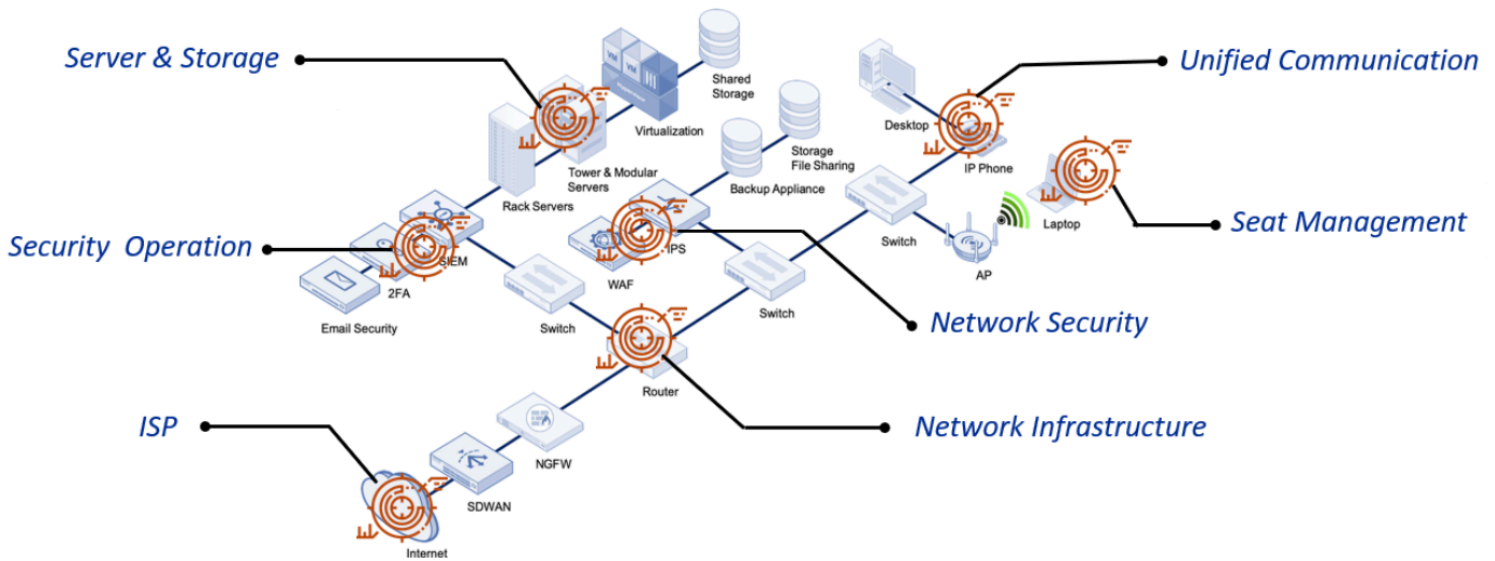 Server & Storage
Unified Communication
VM
VM
Shared
Storage
Virtualization
Desktop
Storage
File Sharing
IP Phone
Tower & Modular
Servers
Backup Appliance
Rack Servers
Laptop
Seat Management
Security Operation
SIEM
IPS
Switch
AP
2FA
WAF
Email Security
Switch
Switch
Network Security
Router
ISP
Network Infrastructure
NGFW
SDWAN
Internet